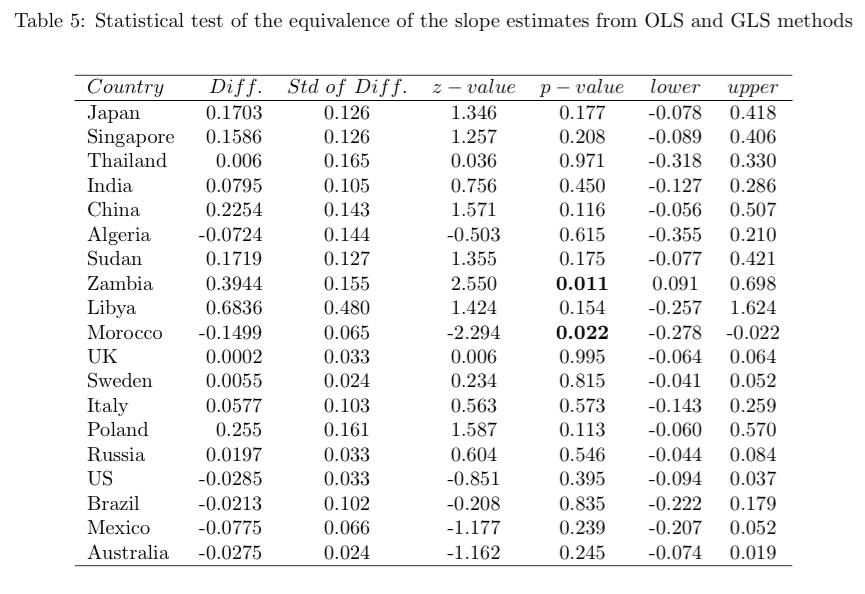 Table 5: Statistical test of the equivalence of the slope estimates from OLS and GLS methods
Country Diff. Std of Diff. z − value p − value lower upper
Japan 0.1703 0.126 1.346 0.177 -0.078 0.418
Singapore 0.1586 0.126 1.257 0.208 -0.089 0.406
Thailand 0.006 0.165 0.036 0.971 -0.318 0.330
India 0.0795 0.105 0.756 0.450 -0.127 0.286
China 0.2254 0.143 1.571 0.116 -0.056 0.507
Algeria -0.0724 0.144 -0.503 0.615 -0.355 0.210
Sudan 0.1719 0.127 1.355 0.175 -0.077 0.421
Zambia 0.3944 0.155 2.550 0.011 0.091 0.698
Libya 0.6836 0.480 1.424 0.154 -0.257 1.624
Morocco -0.1499 0.065 -2.294 0.022 -0.278 -0.022
UK 0.0002 0.033 0.006 0.995 -0.064 0.064
Sweden 0.0055 0.024 0.234 0.815 -0.041 0.052
Italy 0.0577 0.103 0.563 0.573 -0.143 0.259
Poland 0.255 0.161 1.587 0.113 -0.060 0.570
Russia 0.0197 0.033 0.604 0.546 -0.044 0.084
US -0.0285 0.033 -0.851 0.395 -0.094 0.037
Brazil -0.0213 0.102 -0.208 0.835 -0.222 0.179
Mexico -0.0775 0.066 -1.177 0.239 -0.207 0.052
Australia -0.0275 0.024 -1.162 0.245 -0.074 0.019